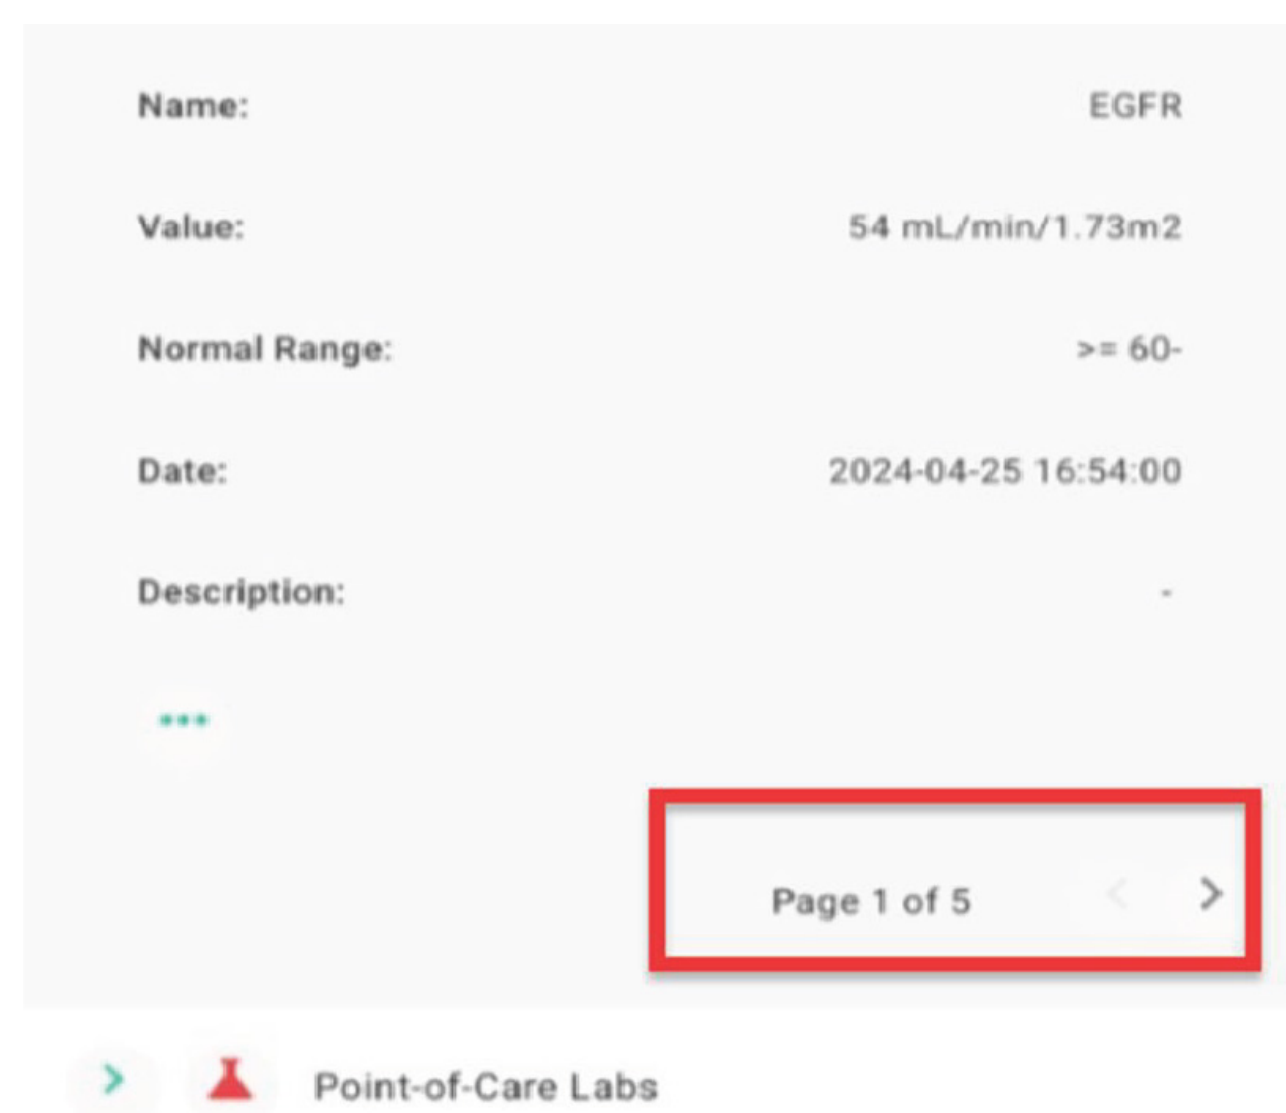 Name: EGFR
Value: 54 mL/min/1.73m2
Normal Range: >= 60-
Date: 2024-04-25 16:54:00
Description: -
Page 1 of 5
Point-of-Care Labs